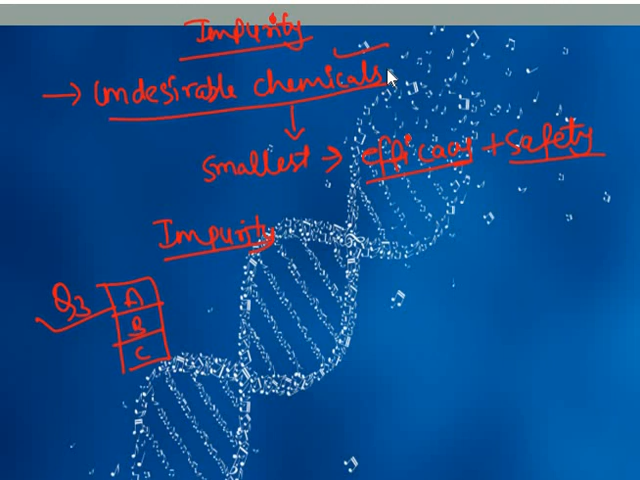 Impurity
→ Undesirable chemicals
↓
smallest → efficacy + safety
Impurity
Q3 A
B
C